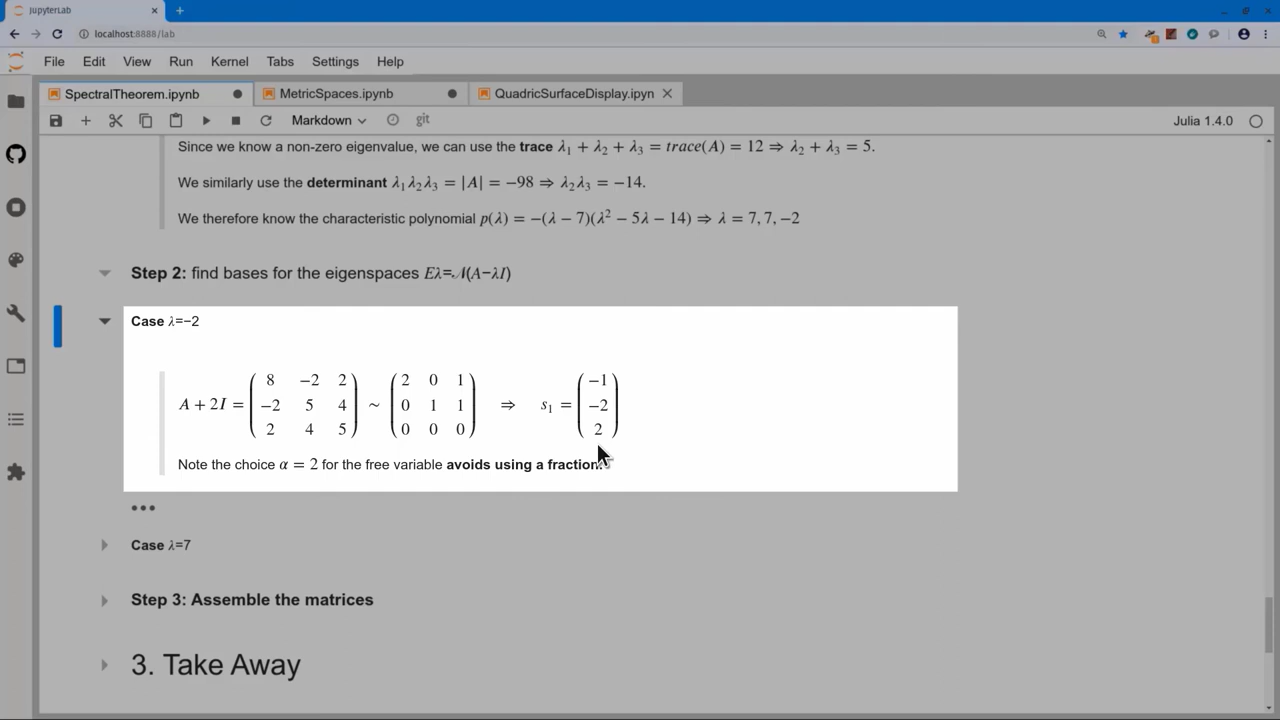 JupyterLab
localhost:8888/lab
File Edit View Run Kernel Tabs Settings Help
SpectralTheorem.ipynb MetricSpaces.ipynb QuadricSurfaceDisplay.ipyn
Markdown git Julia 1.4.0
Since we know a non-zero eigenvalue, we can use the trace λ₁ + λ₂ + λ₃ = trace(A) = 12 ⇒ λ₂ + λ₃ = 5.
We similarly use the determinant λ₁λ₂λ₃ = |A| = −98 ⇒ λ₂λ₃ = −14.
We therefore know the characteristic polynomial p(λ) = −(λ − 7)(λ² − 5λ − 14) ⇒ λ = 7, 7, −2
Step 2: find bases for the eigenspaces Eλ=𝒩(A−λI)
Case λ=−2
8 −2 2 2 0 1 −1
A + 2I = −2 5 4 ∼ 0 1 1 ⇒ s₁ = −2
2 4 5 0 0 0 2
Note the choice α = 2 for the free variable avoids using a fraction.
Case λ=7
Step 3: Assemble the matrices
3. Take Away